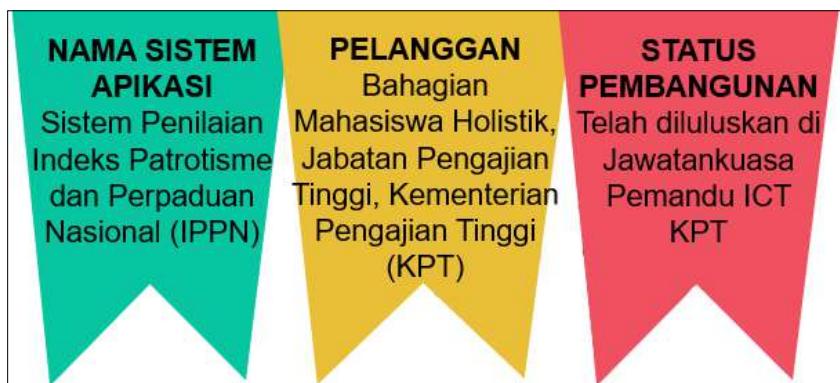 NAMA SISTEM
APIKASI
Sistem Penilaian
Indeks Patrotisme
dan Perpaduan
Nasional (IPPN)
PELANGGAN
Bahagian
Mahasiswa Holistik,
Jabatan Pengajian
Tinggi, Kementerian
Pengajian Tinggi
(KPT)
STATUS
PEMBANGUNAN
Telah diluluskan di
Jawatankuasa
Pemandu ICT
KPT